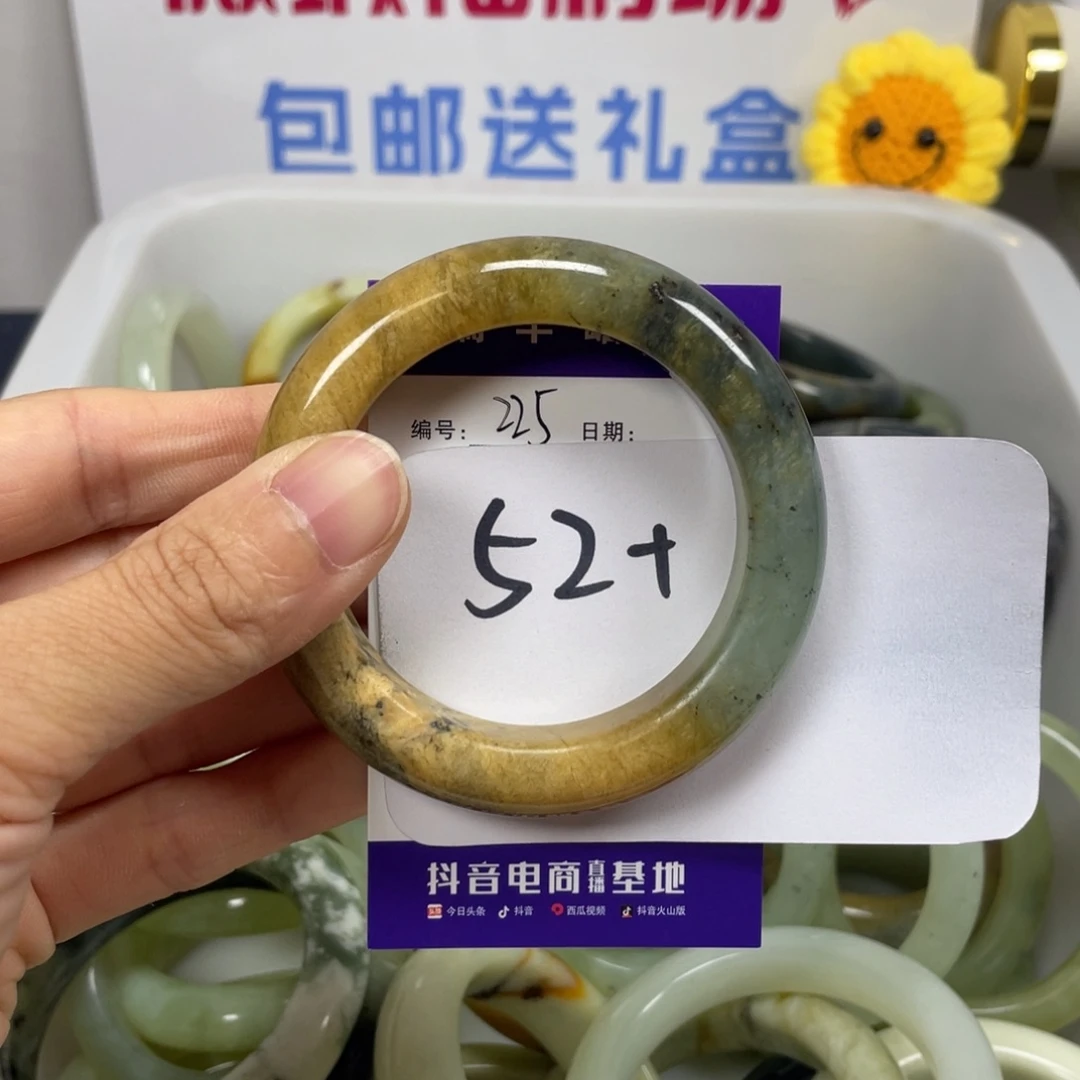 包邮送礼盒
编号: 225 日期:
52+
抖音电商直播基地
今日头条 抖音 西瓜视频 抖音火山版